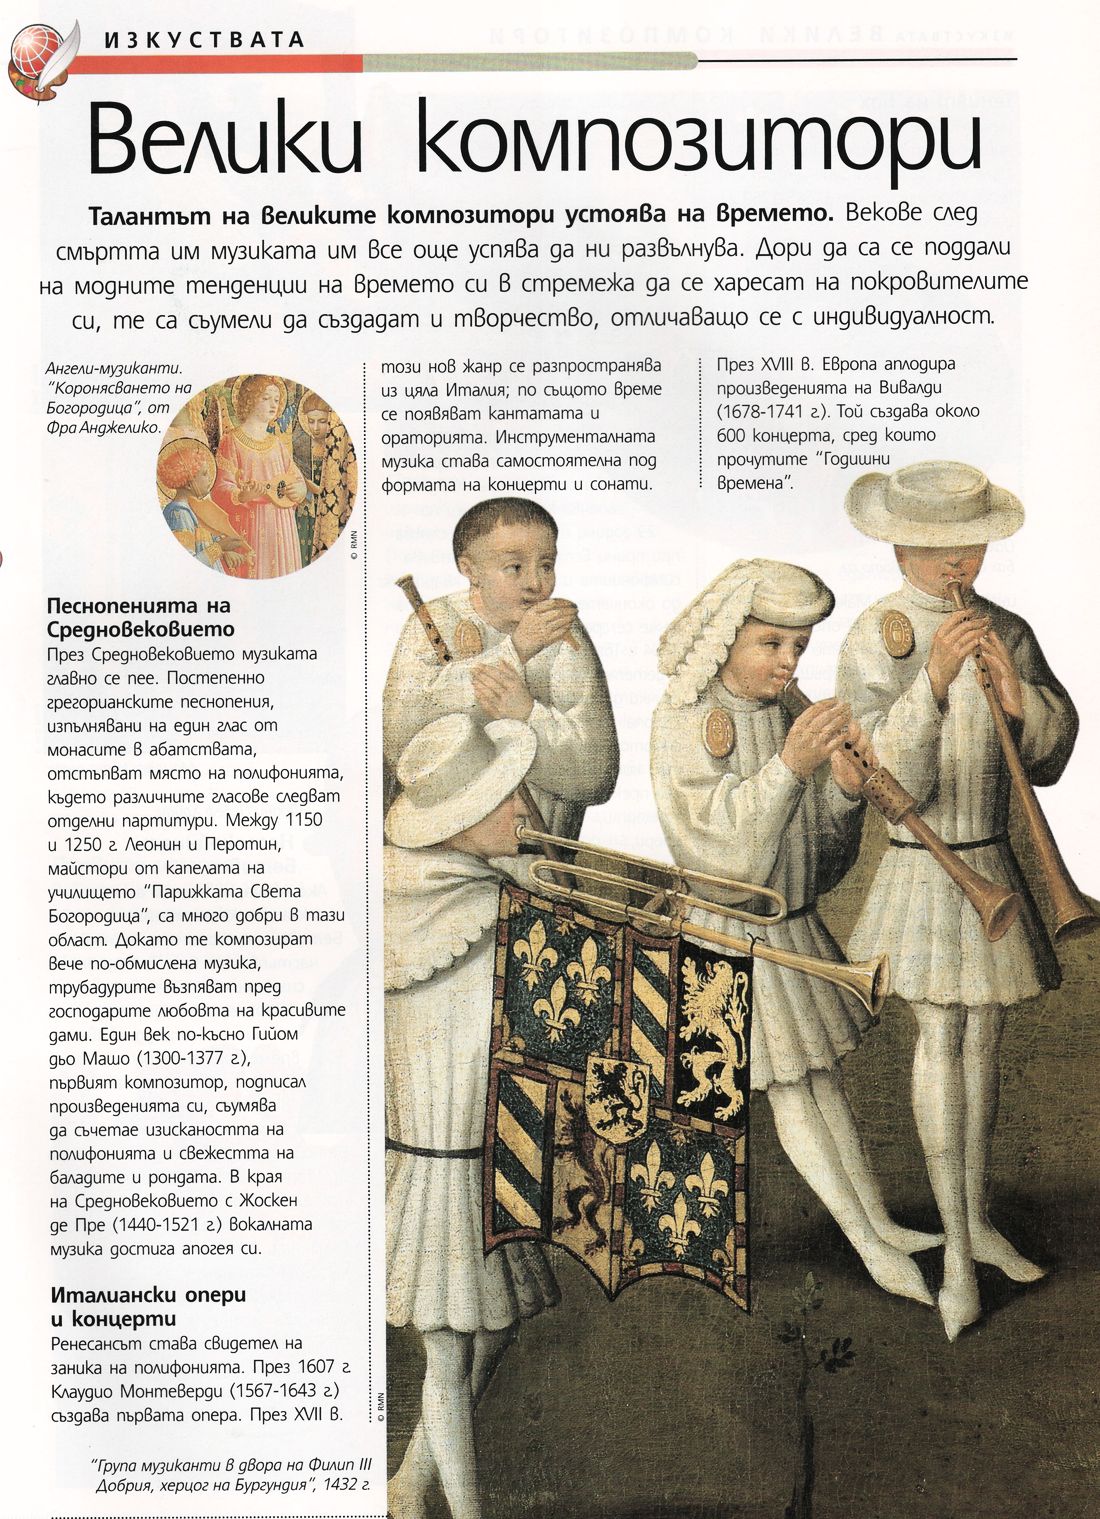 ИЗКУСТВАТА
Велики композитори
Талантът на великите композитори устоява на времето. Векове след
смъртта им музиката им все още успява да ни развълнува. Дори да са се поддали
на модните тенденции на времето си в стремежа да се харесат на покровителите
си, те са съумели да създадат и творчество, отличаващо се с индивидуалност.
Ангели-музиканти.
"Коронясването на
Богородица", от
Фра Анджелико.
© RMN
Песнопенията на
Средновековието
През Средновековието музиката
главно се пее. Постепенно
грегорианските песнопения,
изпълнявани на един глас от
монасите в абатствата,
отстъпват място на полифонията,
където различните гласове следват
отделни партитури. Между 1150
и 1250 г. Леонин и Перотин,
майстори от капелата на
училището "Парижката Света
Богородица", са много добри в тази
област. Докато те композират
вече по-обмислена музика,
трубадурите възпяват пред
господарите любовта на красивите
дами. Един век по-късно Гийом
дьо Машо (1300-1377 г.),
първият композитор, подписал
произведенията си, съумява
да съчетае изискаността на
полифонията и свежестта на
баладите и рондата. В края
на Средновековието с Жоскен
де Пре (1440-1521 г.) вокалната
музика достига апогея си.
Италиански опери
и концерти
Ренесансът става свидетел на
заника на полифонията. През 1607 г.
Клаудио Монтеверди (1567-1643 г.)
създава първата опера. През XVII в.
този нов жанр се разпространява
из цяла Италия; по същото време
се появяват кантатата и
ораторията. Инструменталната
музика става самостоятелна под
формата на концерти и сонати.
През XVIII в. Европа аплодира
произведенията на Вивалди
(1678-1741 г.). Той създава около
600 концерта, сред които
прочутите "Годишни
времена".
© RMN
"Група музиканти в двора на Филип III
Добрия, херцог на Бургундия", 1432 г.